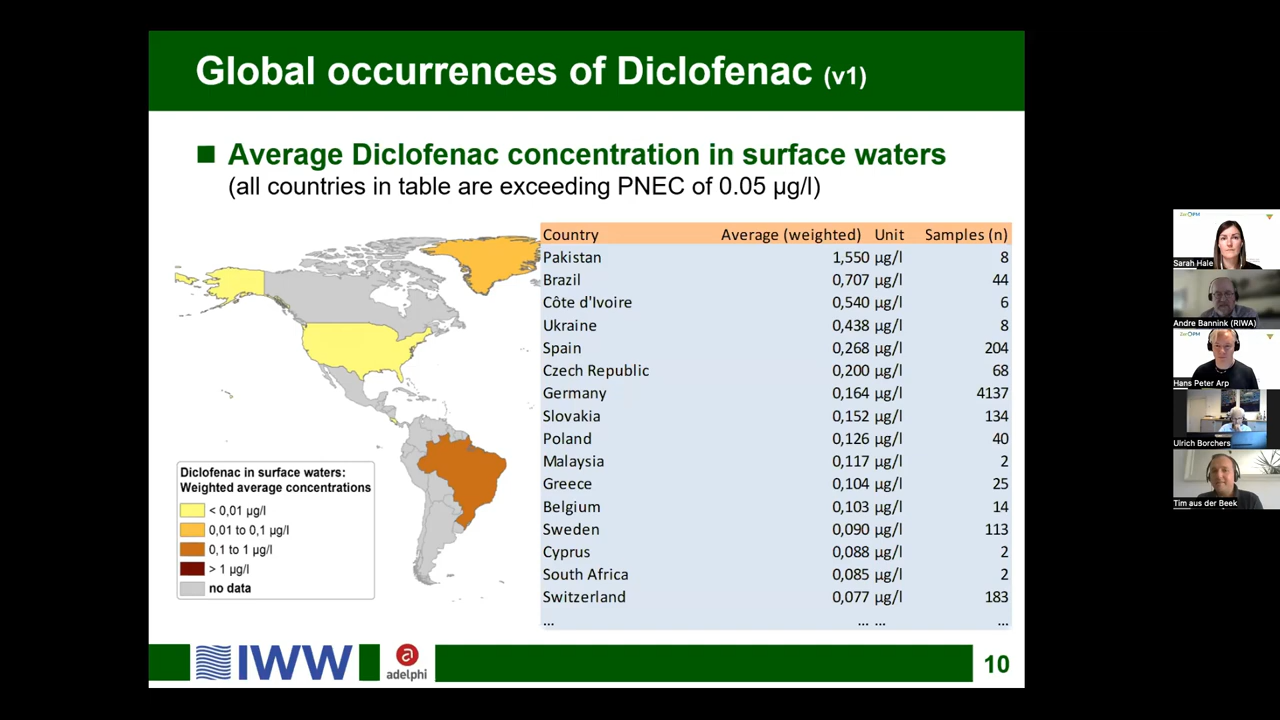 Global occurrences of Diclofenac (v1)
Average Diclofenac concentration in surface waters
(all countries in table are exceeding PNEC of 0.05 µg/l)
Country Average (weighted) Unit Samples (n)
Pakistan 1,550 µg/l 8
Brazil 0,707 µg/l 44
Côte d'Ivoire 0,540 µg/l 6
Ukraine 0,438 µg/l 8
Spain 0,268 µg/l 204
Czech Republic 0,200 µg/l 68
Germany 0,164 µg/l 4137
Slovakia 0,152 µg/l 134
Poland 0,126 µg/l 40
Malaysia 0,117 µg/l 2
Greece 0,104 µg/l 25
Belgium 0,103 µg/l 14
Sweden 0,090 µg/l 113
Cyprus 0,088 µg/l 2
South Africa 0,085 µg/l 2
Switzerland 0,077 µg/l 183
... ... ... ...
Diclofenac in surface waters:
Weighted average concentrations
< 0,01 µg/l
0,01 to 0,1 µg/l
0,1 to 1 µg/l
> 1 µg/l
no data
IWW
a
adelphi
10
Sarah Hale
Andre Bannink (RIWA)
Hans Peter Arp
Ulrich Borchers
Tim aus der Beek